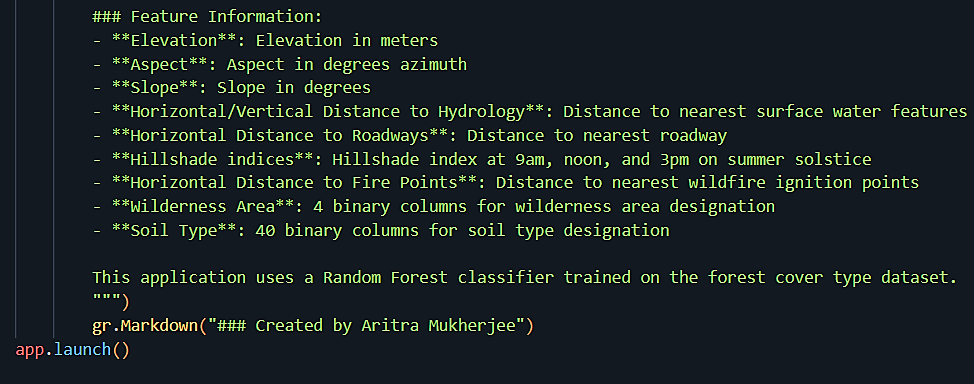 ### Feature Information:
- **Elevation**: Elevation in meters
- **Aspect**: Aspect in degrees azimuth
- **Slope**: Slope in degrees
- **Horizontal/Vertical Distance to Hydrology**: Distance to nearest surface water features
- **Horizontal Distance to Roadways**: Distance to nearest roadway
- **Hillshade indices**: Hillshade index at 9am, noon, and 3pm on summer solstice
- **Horizontal Distance to Fire Points**: Distance to nearest wildfire ignition points
- **Wilderness Area**: 4 binary columns for wilderness area designation
- **Soil Type**: 40 binary columns for soil type designation
This application uses a Random Forest classifier trained on the forest cover type dataset.
""")
gr.Markdown("### Created by Aritra Mukherjee")
app.launch()